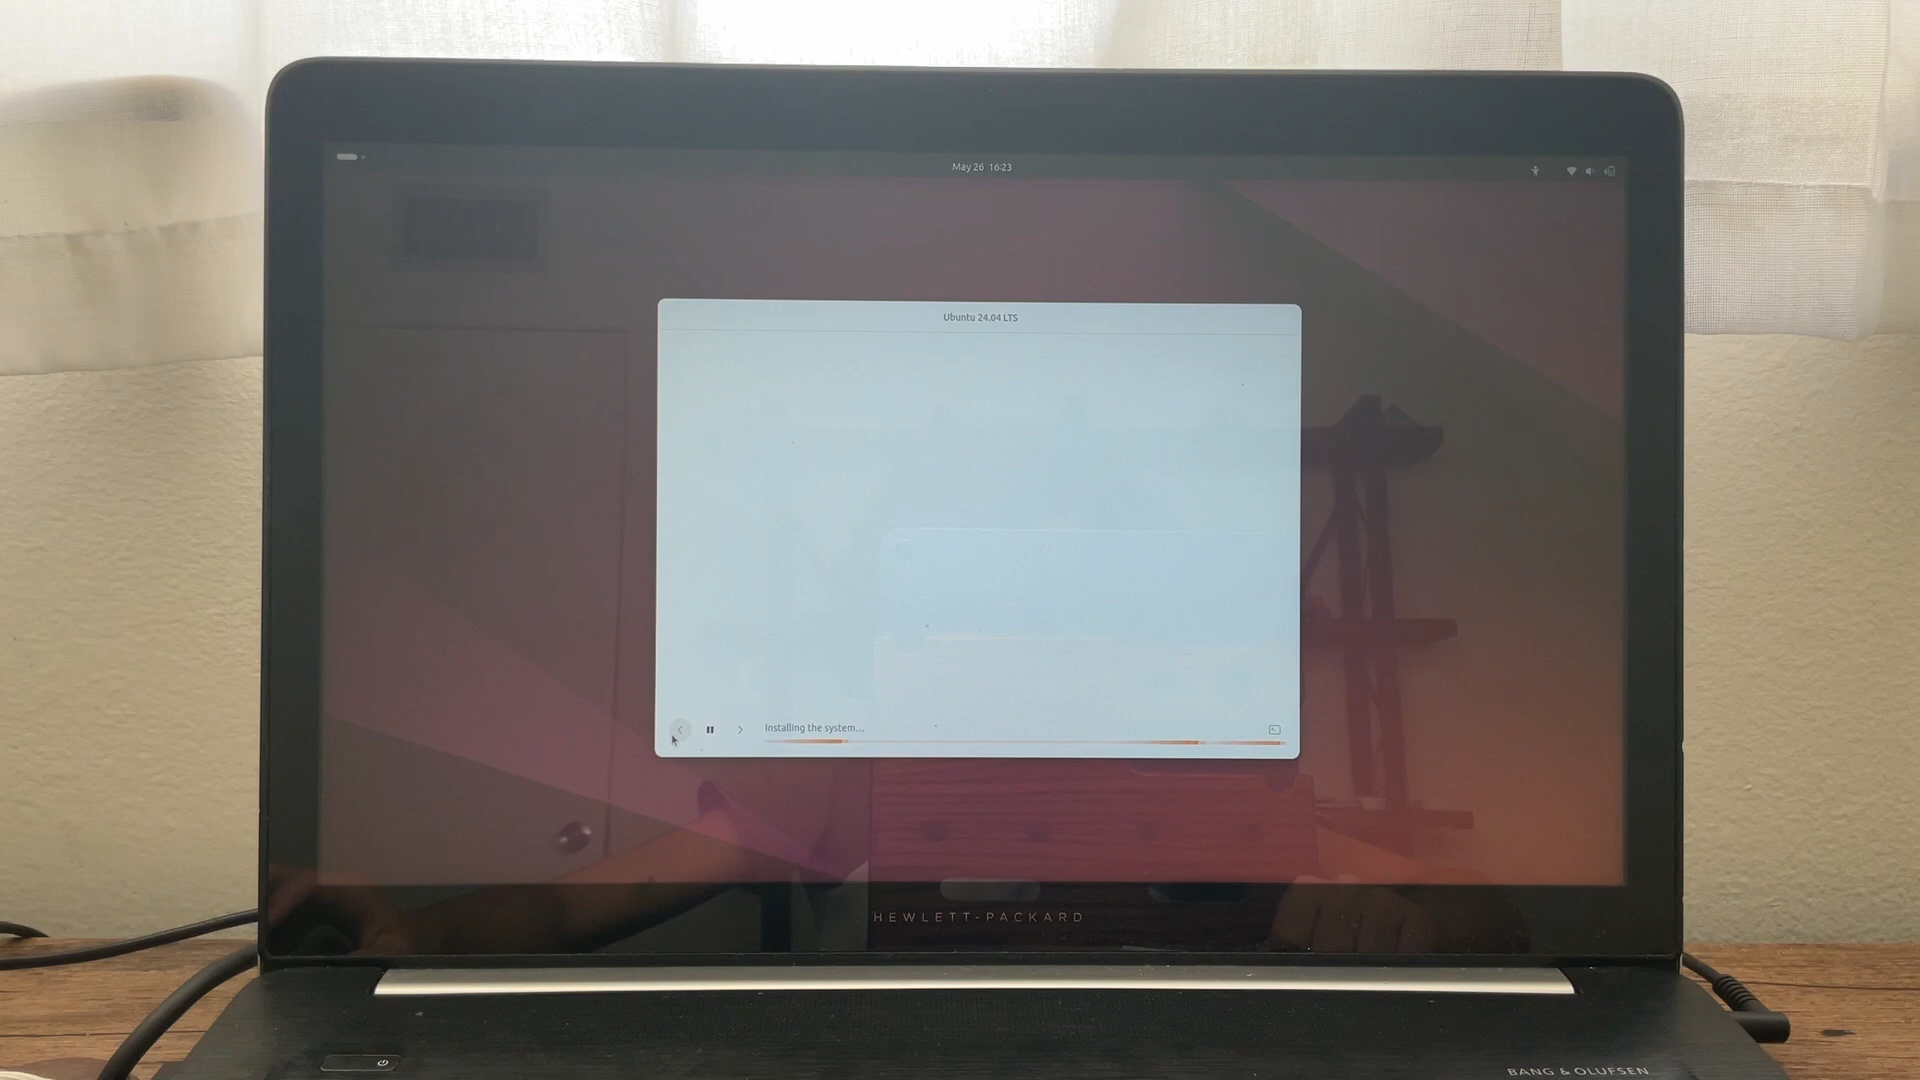 May 26 16:23
Ubuntu 24.04 LTS
Installing the system...
HEWLETT-PACKARD
BANG & OLUFSEN